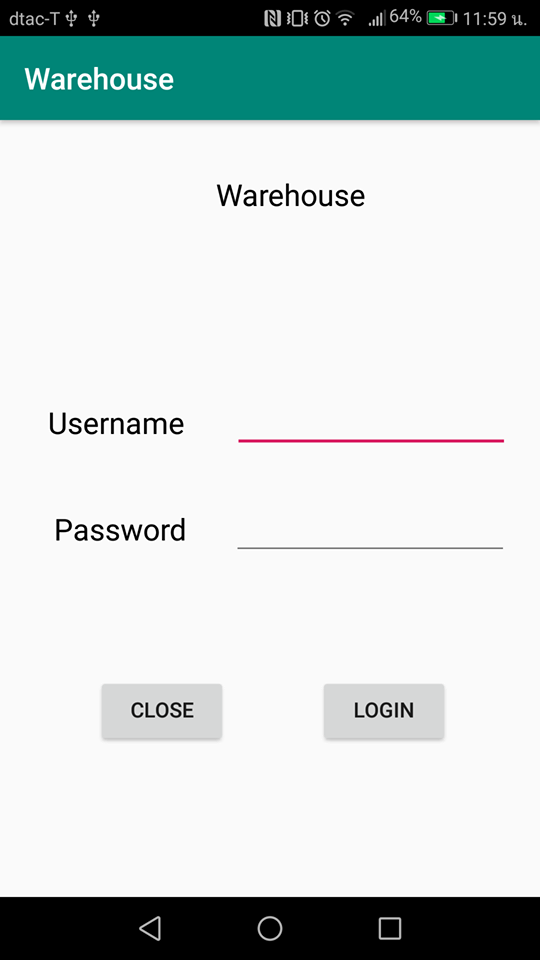 dtac-T 64% 11:59 น.
Warehouse
Warehouse
Username
Password
CLOSE LOGIN